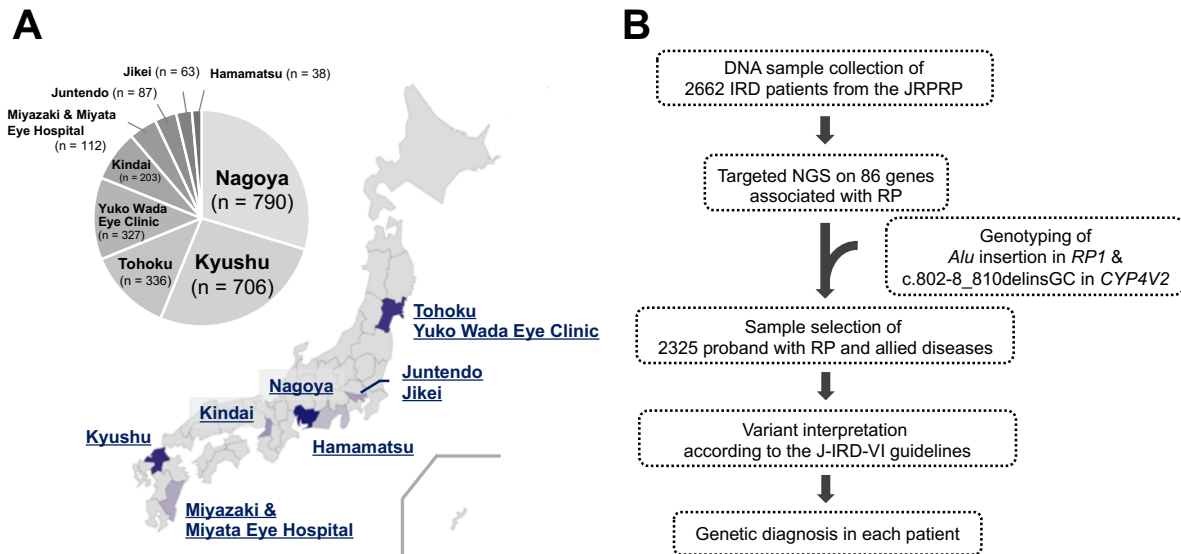 A
Jikei (n = 63)
Hamamatsu (n = 38)
Juntendo
(n = 87)
Miyazaki & Miyata
Eye Hospital
(n = 112)
Kindai
(n = 203)
Yuko Wada
Eye Clinic
(n = 327)
Tohoku
(n = 336)
Nagoya
(n = 790)
Kyushu
(n = 706)
Tohoku
Yuko Wada Eye Clinic
Juntendo
Jikei
Nagoya
Kindai
Kyushu
Hamamatsu
Miyazaki &
Miyata Eye Hospital
B
DNA sample collection of
2662 IRD patients from the JRPRP
Targeted NGS on 86 genes
associated with RP
Genotyping of
Alu insertion in RP1 &
c.802-8_810delinsGC in CYP4V2
Sample selection of
2325 proband with RP and allied diseases
Variant interpretation
according to the J-IRD-VI guidelines
Genetic diagnosis in each patient